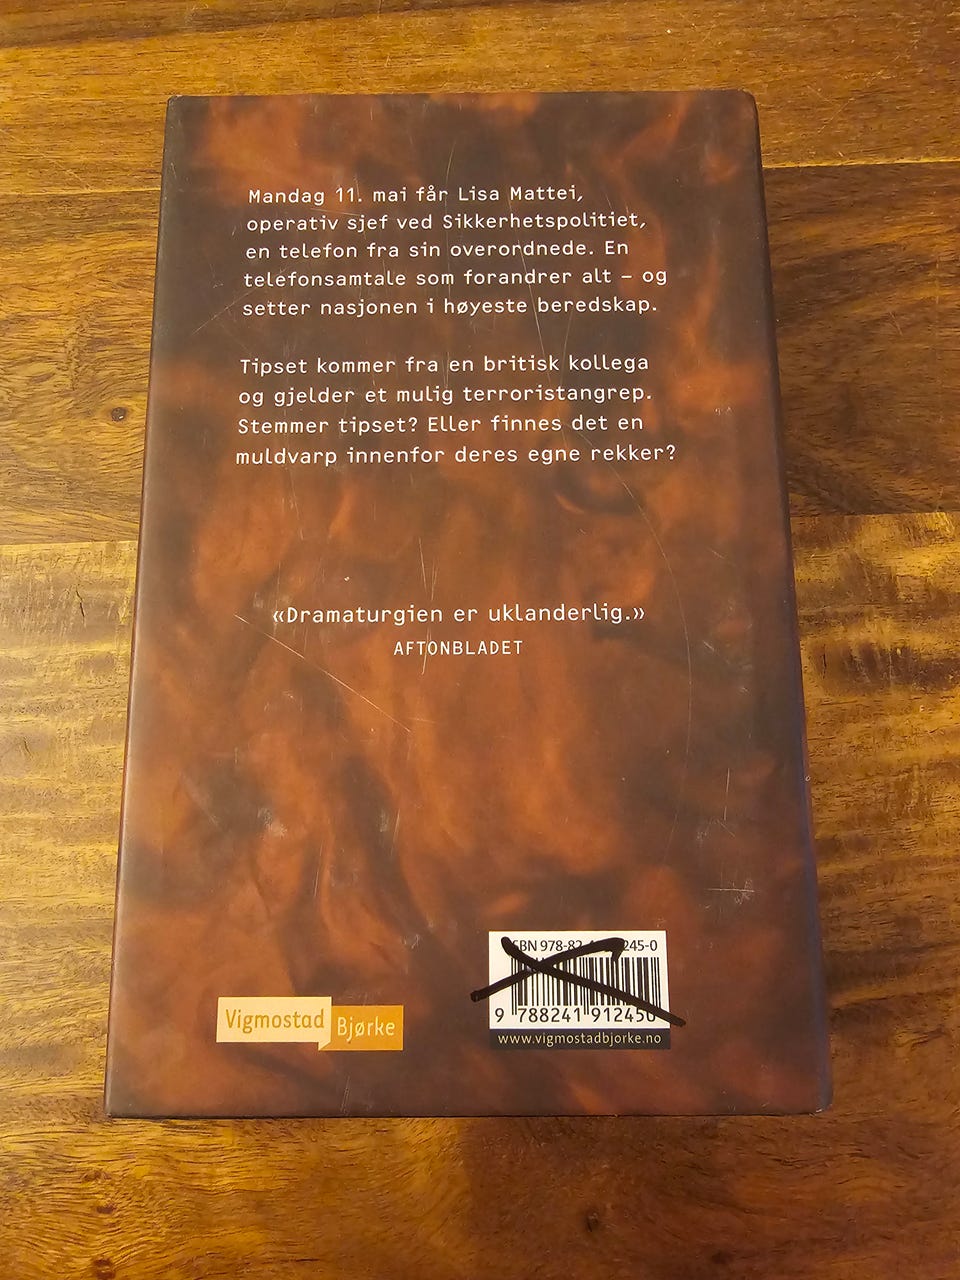 Mandag 11. mai får Lisa Mattei,
operativ sjef ved Sikkerhetspolitiet,
en telefon fra sin overordnede. En
telefonsamtale som forandrer alt – og
setter nasjonen i høyeste beredskap.
Tipset kommer fra en britisk kollega
og gjelder et mulig terroristangrep.
Stemmer tipset? Eller finnes det en
muldvarp innenfor deres egne rekker?
«Dramaturgien er uklanderlig.»
AFTONBLADET
Vigmostad
Bjørke
9 788241 912450
www.vigmostadbjorke.no